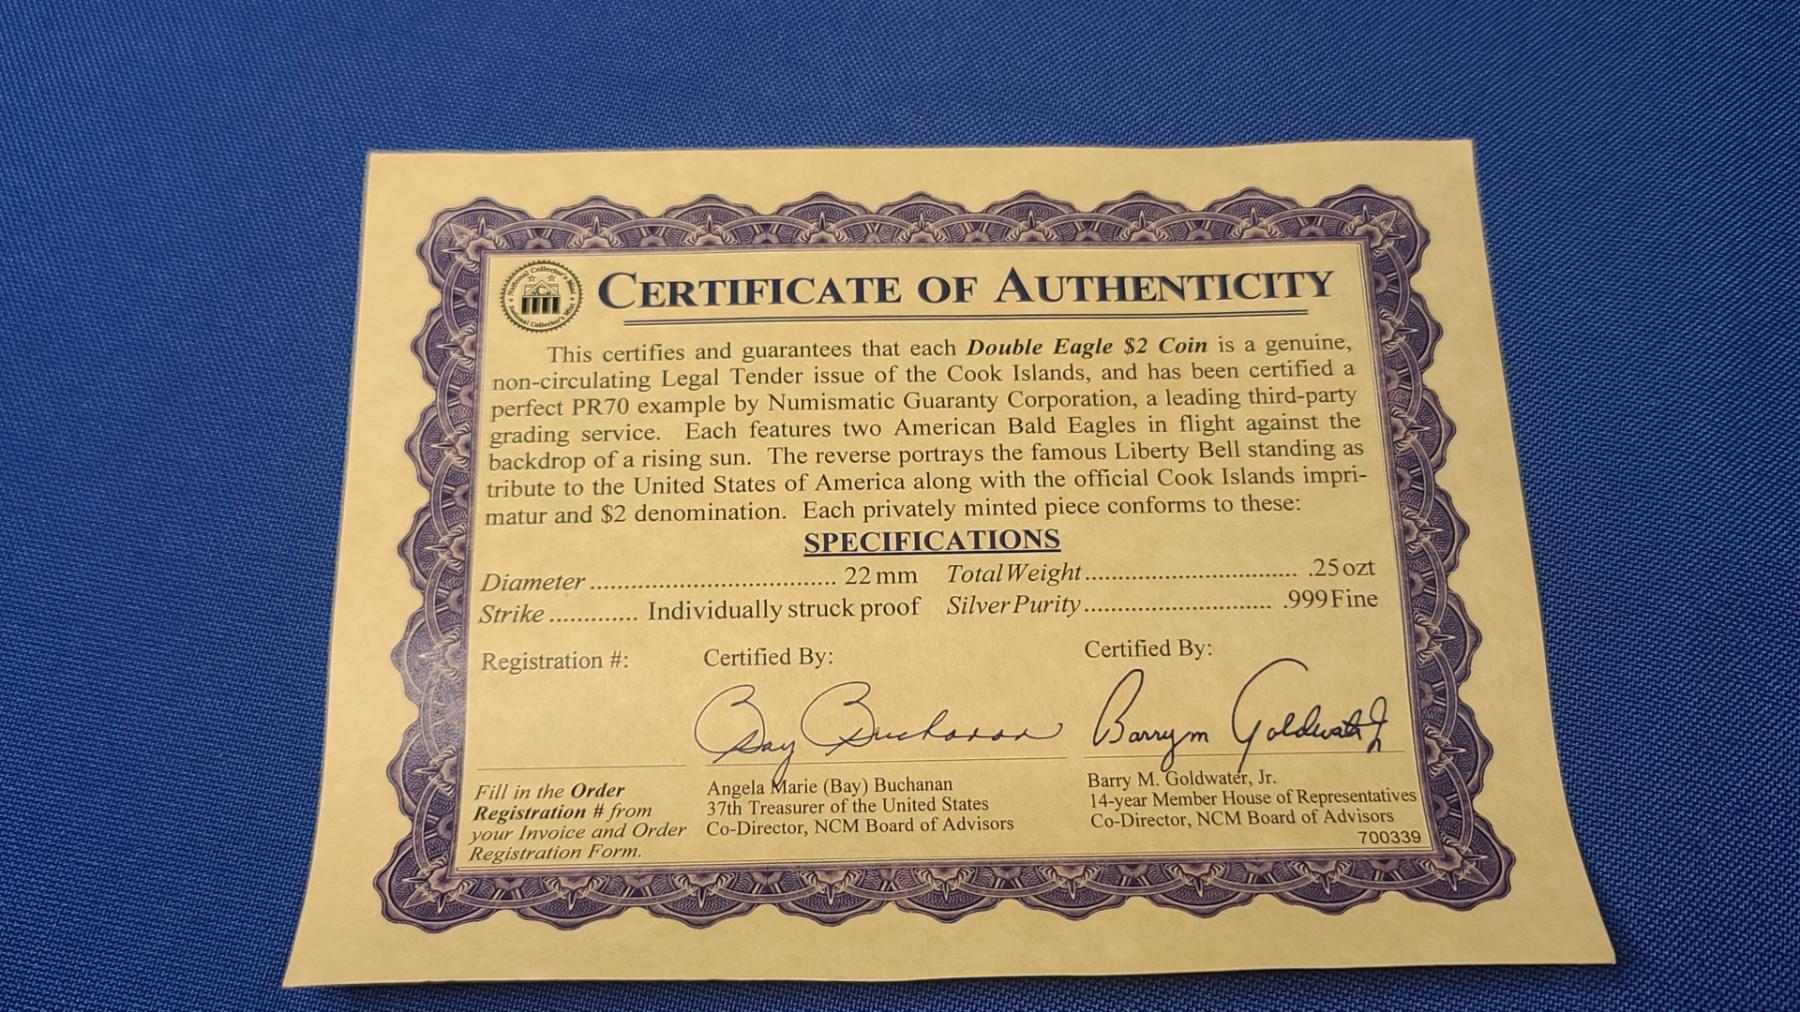 National Collector's Mint
National Collector's Mint
CERTIFICATE OF AUTHENTICITY
This certifies and guarantees that each Double Eagle $2 Coin is a genuine,
non-circulating Legal Tender issue of the Cook Islands, and has been certified a
perfect PR70 example by Numismatic Guaranty Corporation, a leading third-party
grading service. Each features two American Bald Eagles in flight against the
backdrop of a rising sun. The reverse portrays the famous Liberty Bell standing as
tribute to the United States of America along with the official Cook Islands impri-
matur and $2 denomination. Each privately minted piece conforms to these:
SPECIFICATIONS
Diameter .................................. 22 mm Total Weight .............................. .25 ozt
Strike ............. Individually struck proof Silver Purity ........................... .999 Fine
Registration #: Certified By: Certified By:
Bay Buchanan Barry M Goldwater Jr
Fill in the Order
Registration # from
your Invoice and Order
Registration Form.
Angela Marie (Bay) Buchanan
37th Treasurer of the United States
Co-Director, NCM Board of Advisors
Barry M. Goldwater, Jr.
14-year Member House of Representatives
Co-Director, NCM Board of Advisors
700339